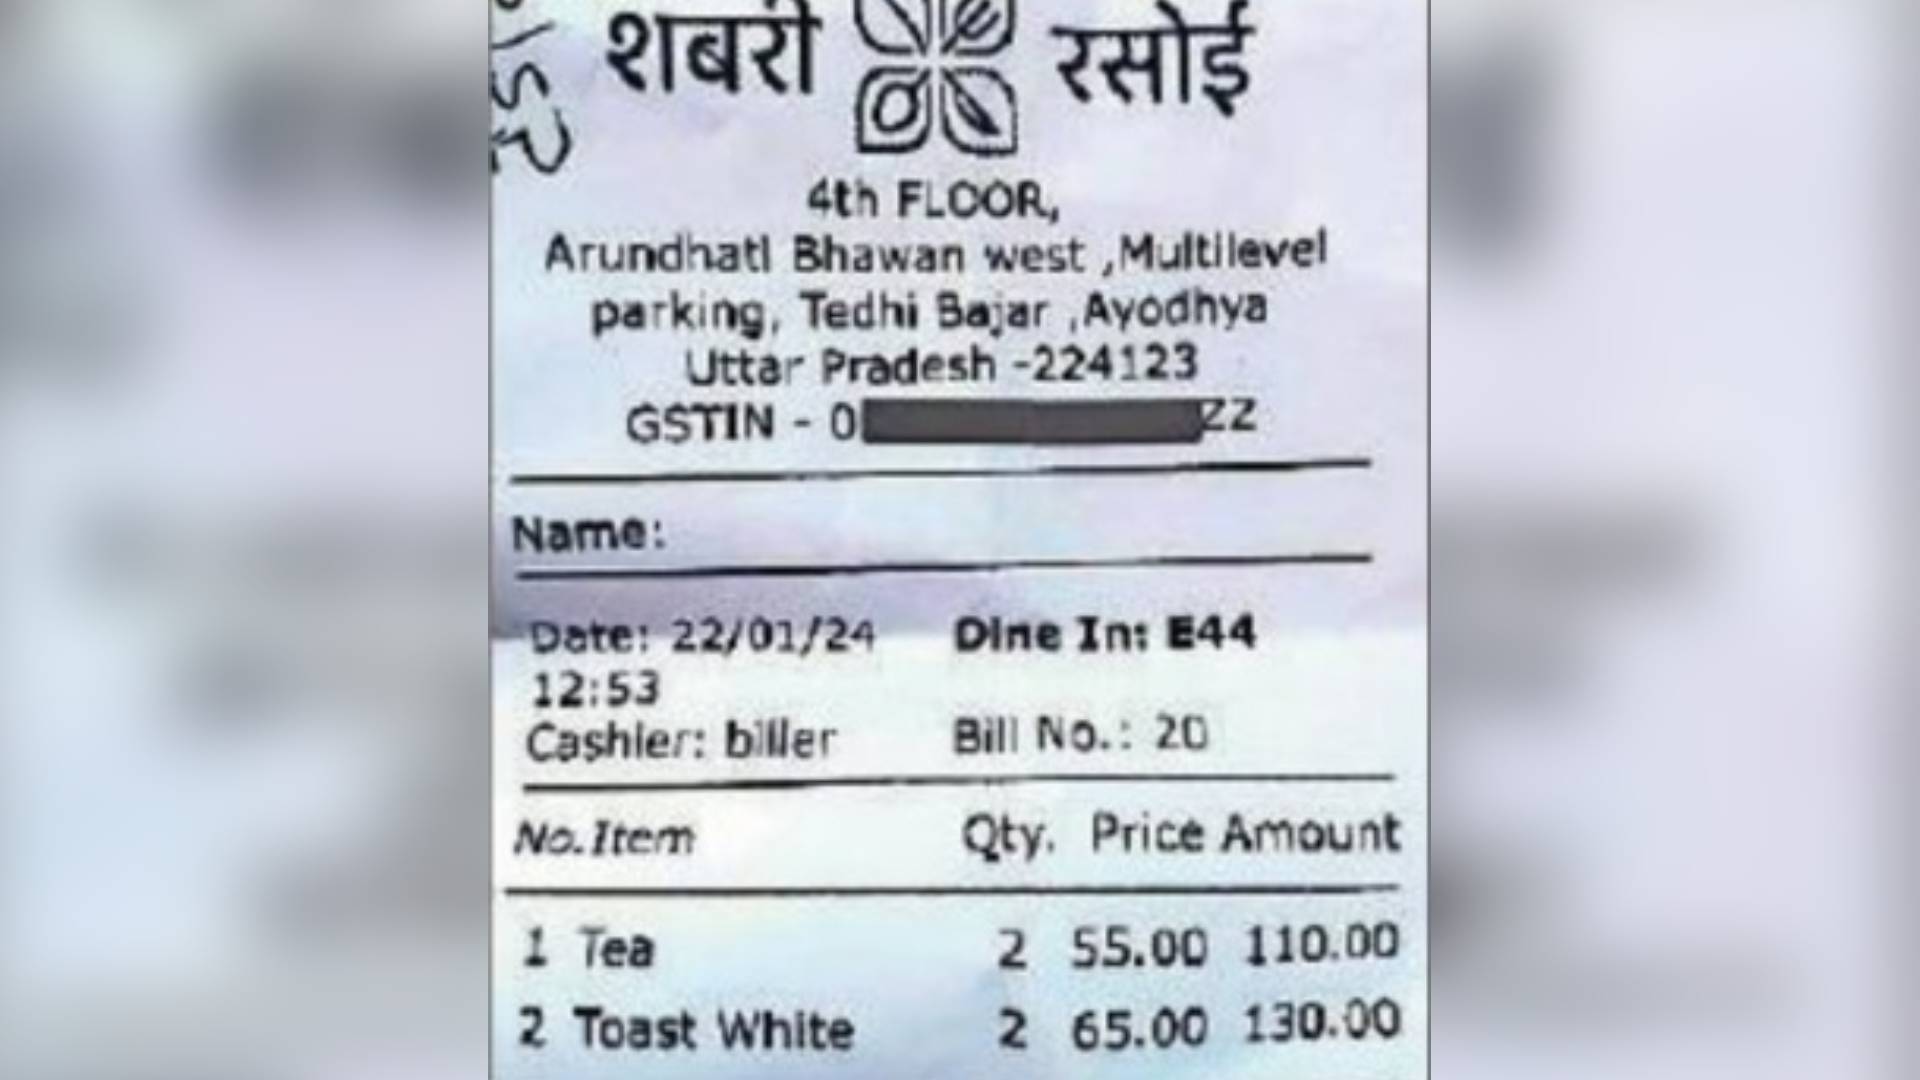 शबरी रसोई
4th FLOOR,
Arundhati Bhawan west ,Multilevel
parking, Tedhi Bajar ,Ayodhya
Uttar Pradesh -224123
GSTIN - 0 ZZ
Name:
Date: 22/01/24 Dine In: E44
12:53
Cashier: biller Bill No.: 20
No.Item Qty. Price Amount
1 Tea 2 55.00 110.00
2 Toast White 2 65.00 130.00